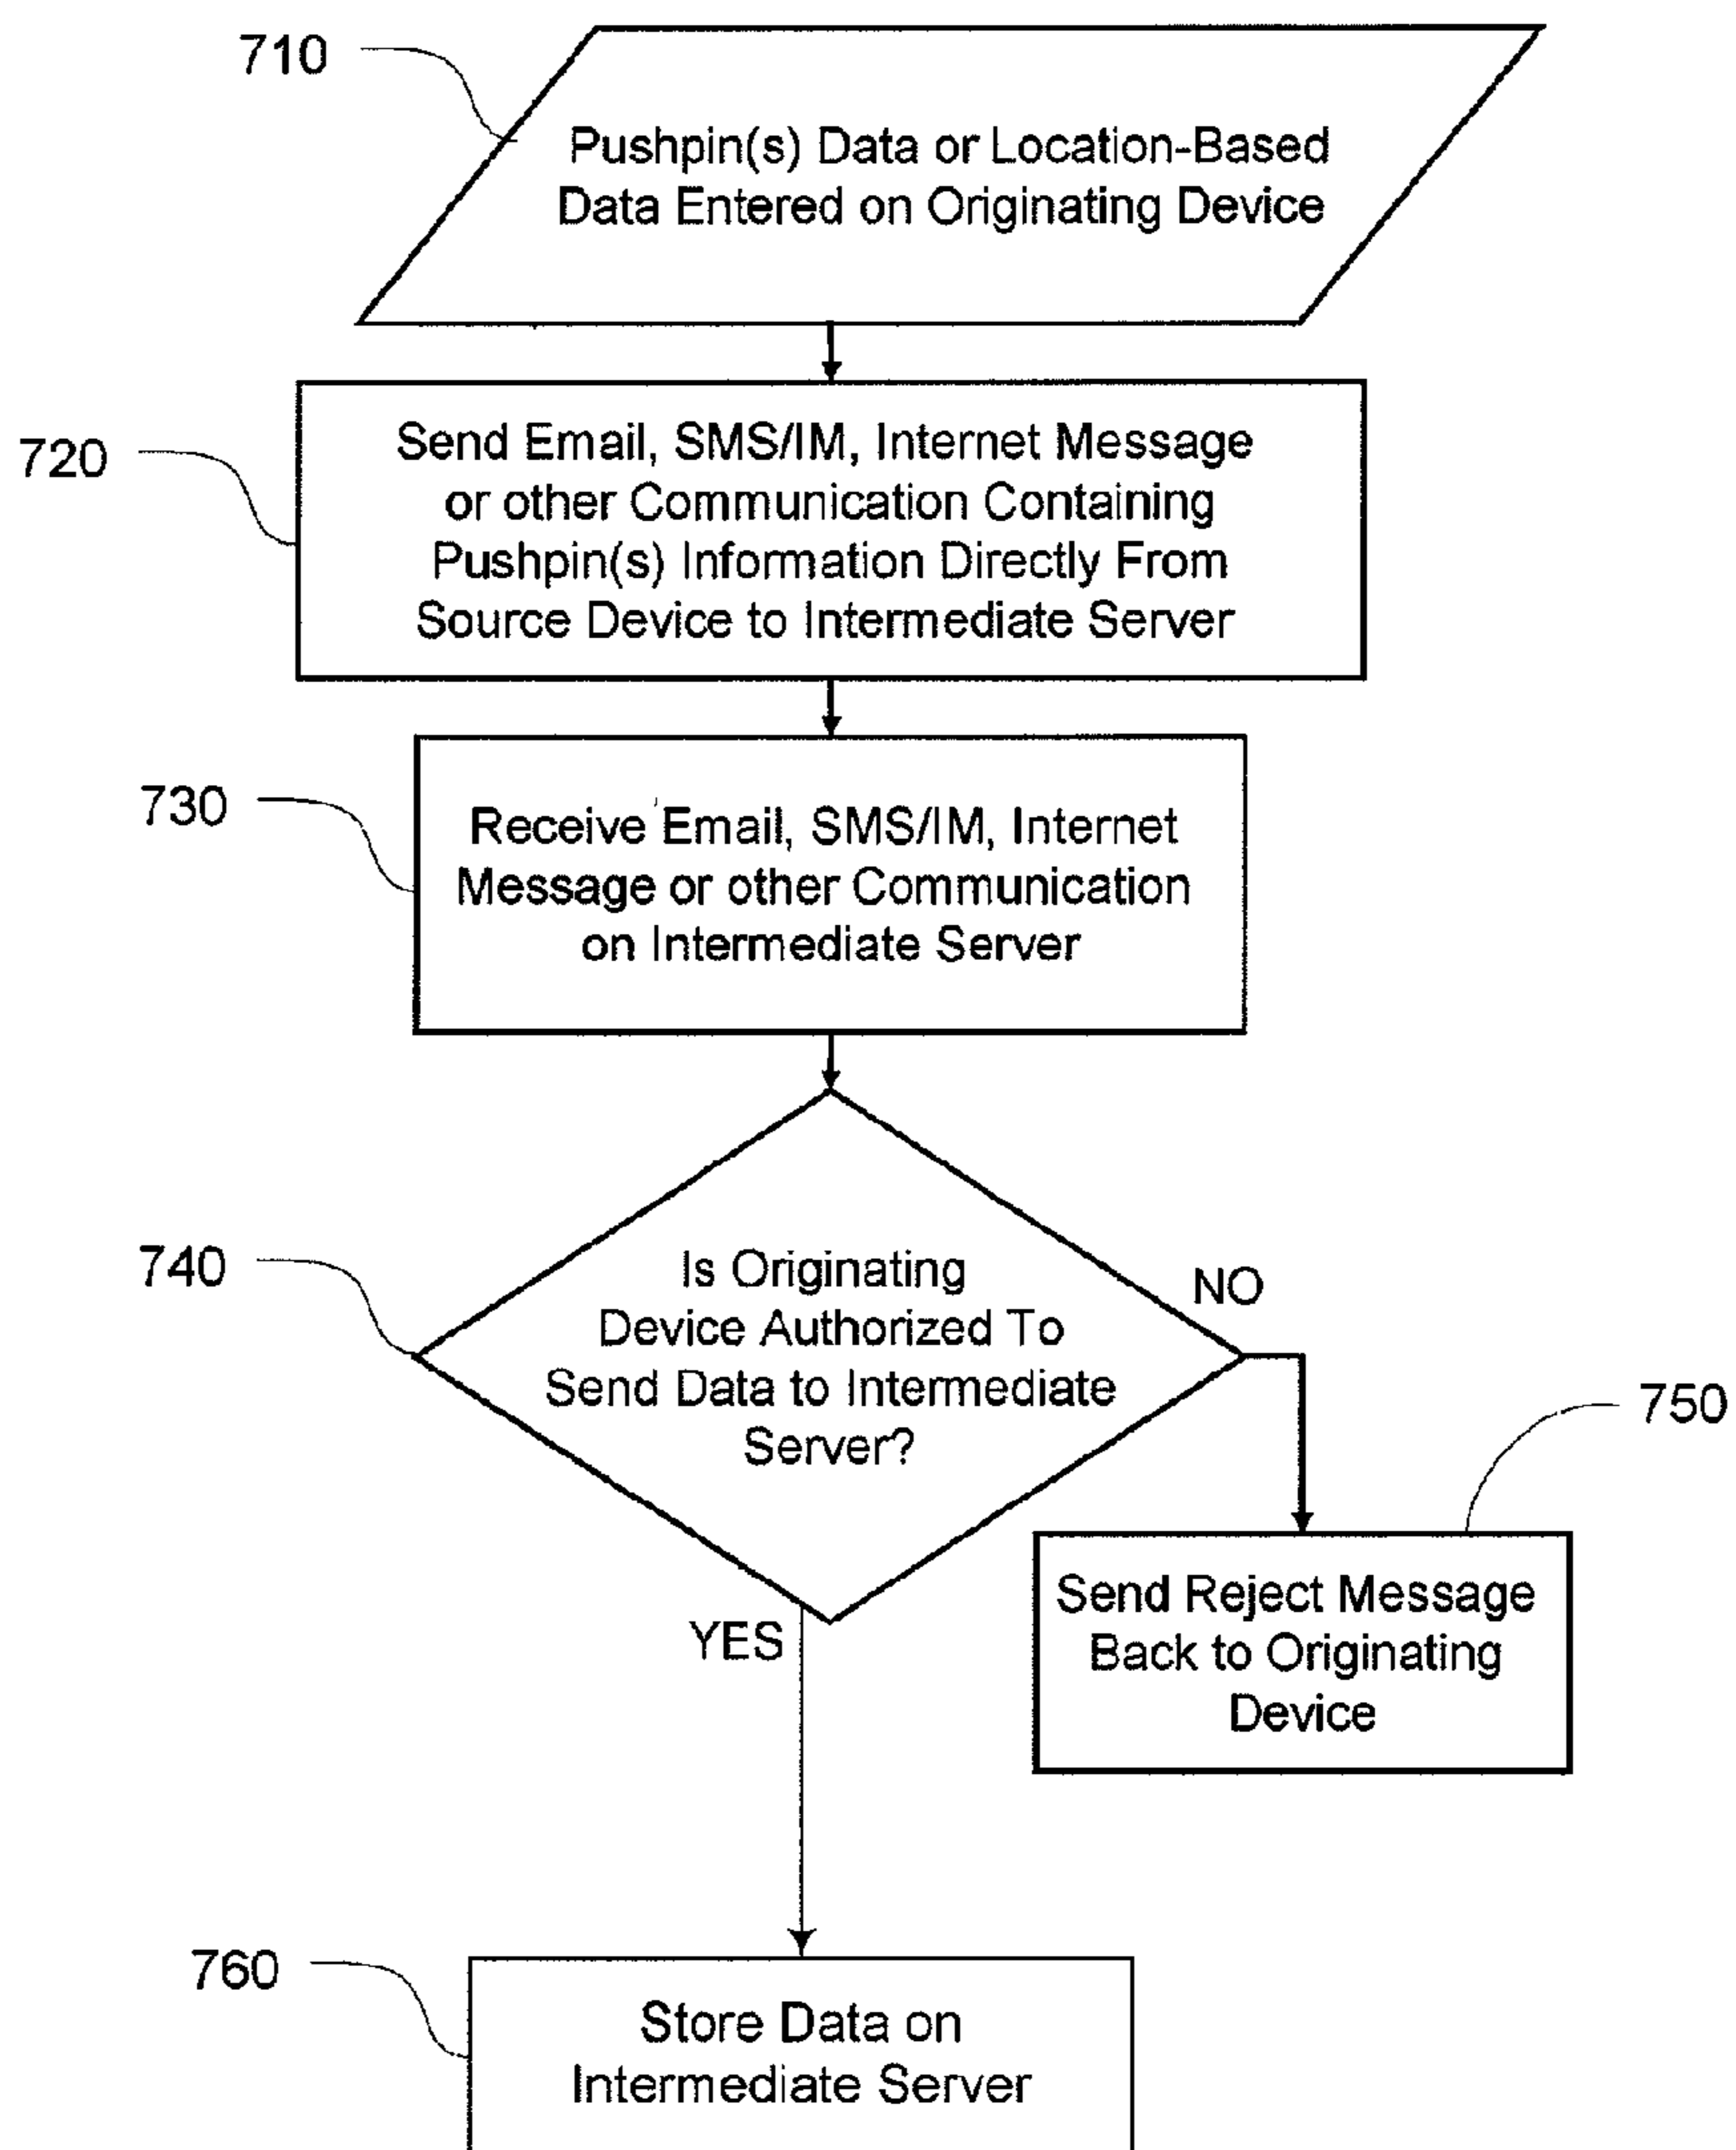 710
Pushpin(s) Data or Location-Based
Data Entered on Originating Device
720
Send Email, SMS/IM, Internet Message
or other Communication Containing
Pushpin(s) Information Directly From
Source Device to Intermediate Server
730
Receive Email, SMS/IM, Internet
Message or other Communication
on Intermediate Server
740
Is Originating
Device Authorized To
Send Data to Intermediate
Server?
NO
YES
750
Send Reject Message
Back to Originating
Device
760
Store Data on
Intermediate Server